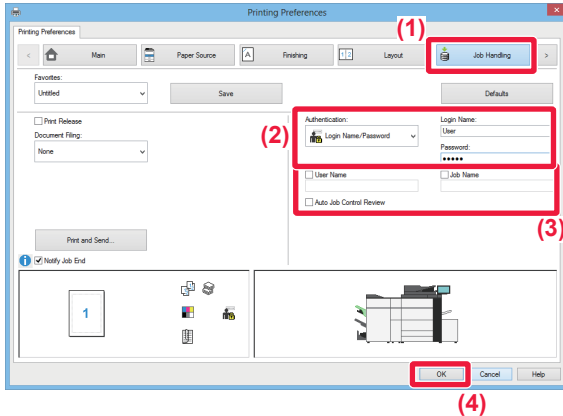 Printing Preferences
×
Printing Preferences
(1)
<
Main
Paper Source
A
Finishing
1 2
Layout
Job Handling
>
Favorites:
Untitled
Save
Defaults
Print Release
Document Filing:
None
(2)
Authentication:
Login Name/Password
Login Name:
User
Password:
•••••
User Name
Job Name
Auto Job Control Review
(3)
Print and Send...
Notify Job End
1
OK
Cancel
Help
(4)